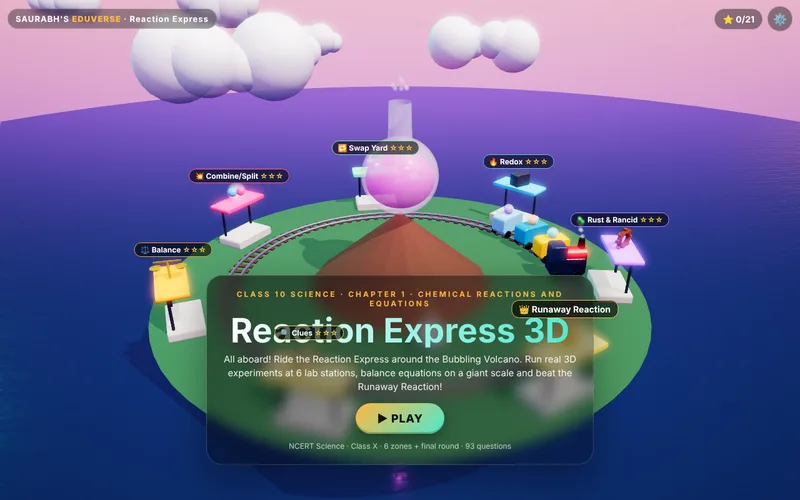 SAURABH'S EDUVERSE · Reaction Express
⭐ 0/21
🔁 Swap Yard ☆☆☆
🔥 Redox ☆☆☆
💥 Combine/Split ☆☆☆
Rust & Rancid ☆☆☆
⚖️ Balance ☆☆☆
CLASS 10 SCIENCE · CHAPTER 1 · CHEMICAL REACTIONS AND
EQUATIONS
👑 Runaway Reaction
Reaction Express 3D
Clues ☆☆☆
All aboard! Ride the Reaction Express around the Bubbling Volcano. Run real 3D
experiments at 6 lab stations, balance equations on a giant scale and beat the
Runaway Reaction!
▶ PLAY
NCERT Science · Class X · 6 zones + final round · 93 questions